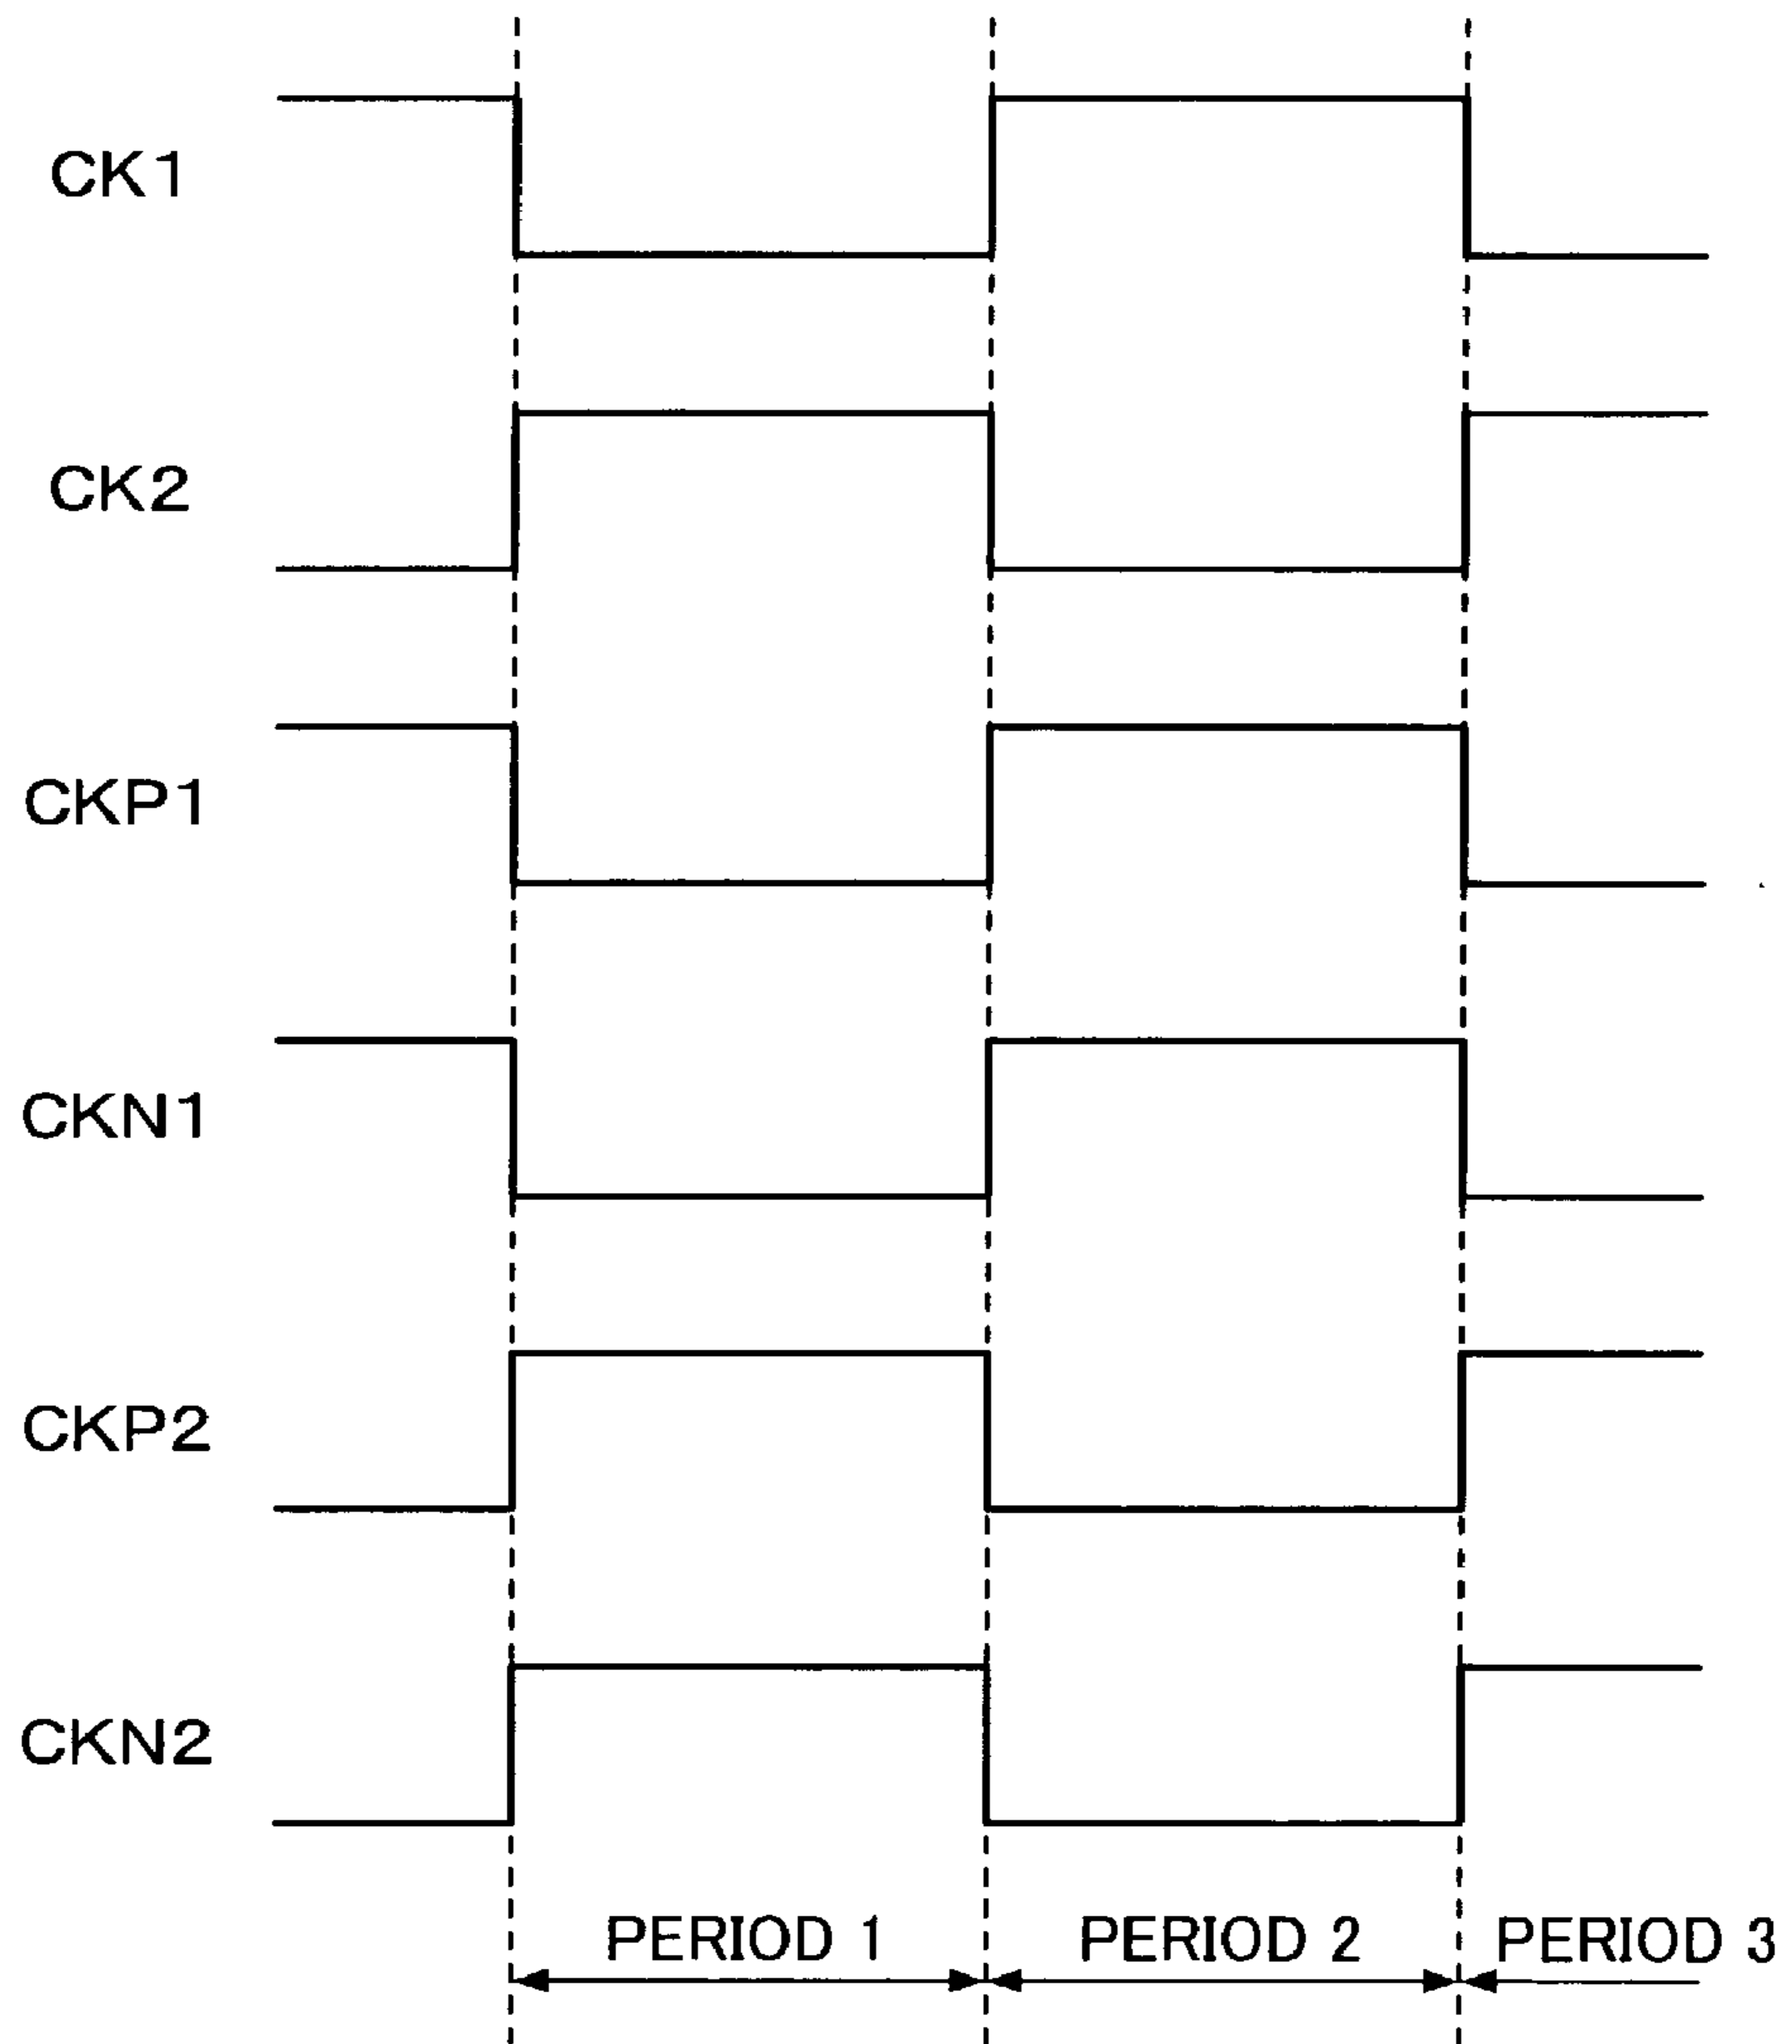 CK1
CK2
CKP1
CKN1
CKP2
CKN2
PERIOD 1 PERIOD 2 PERIOD 3